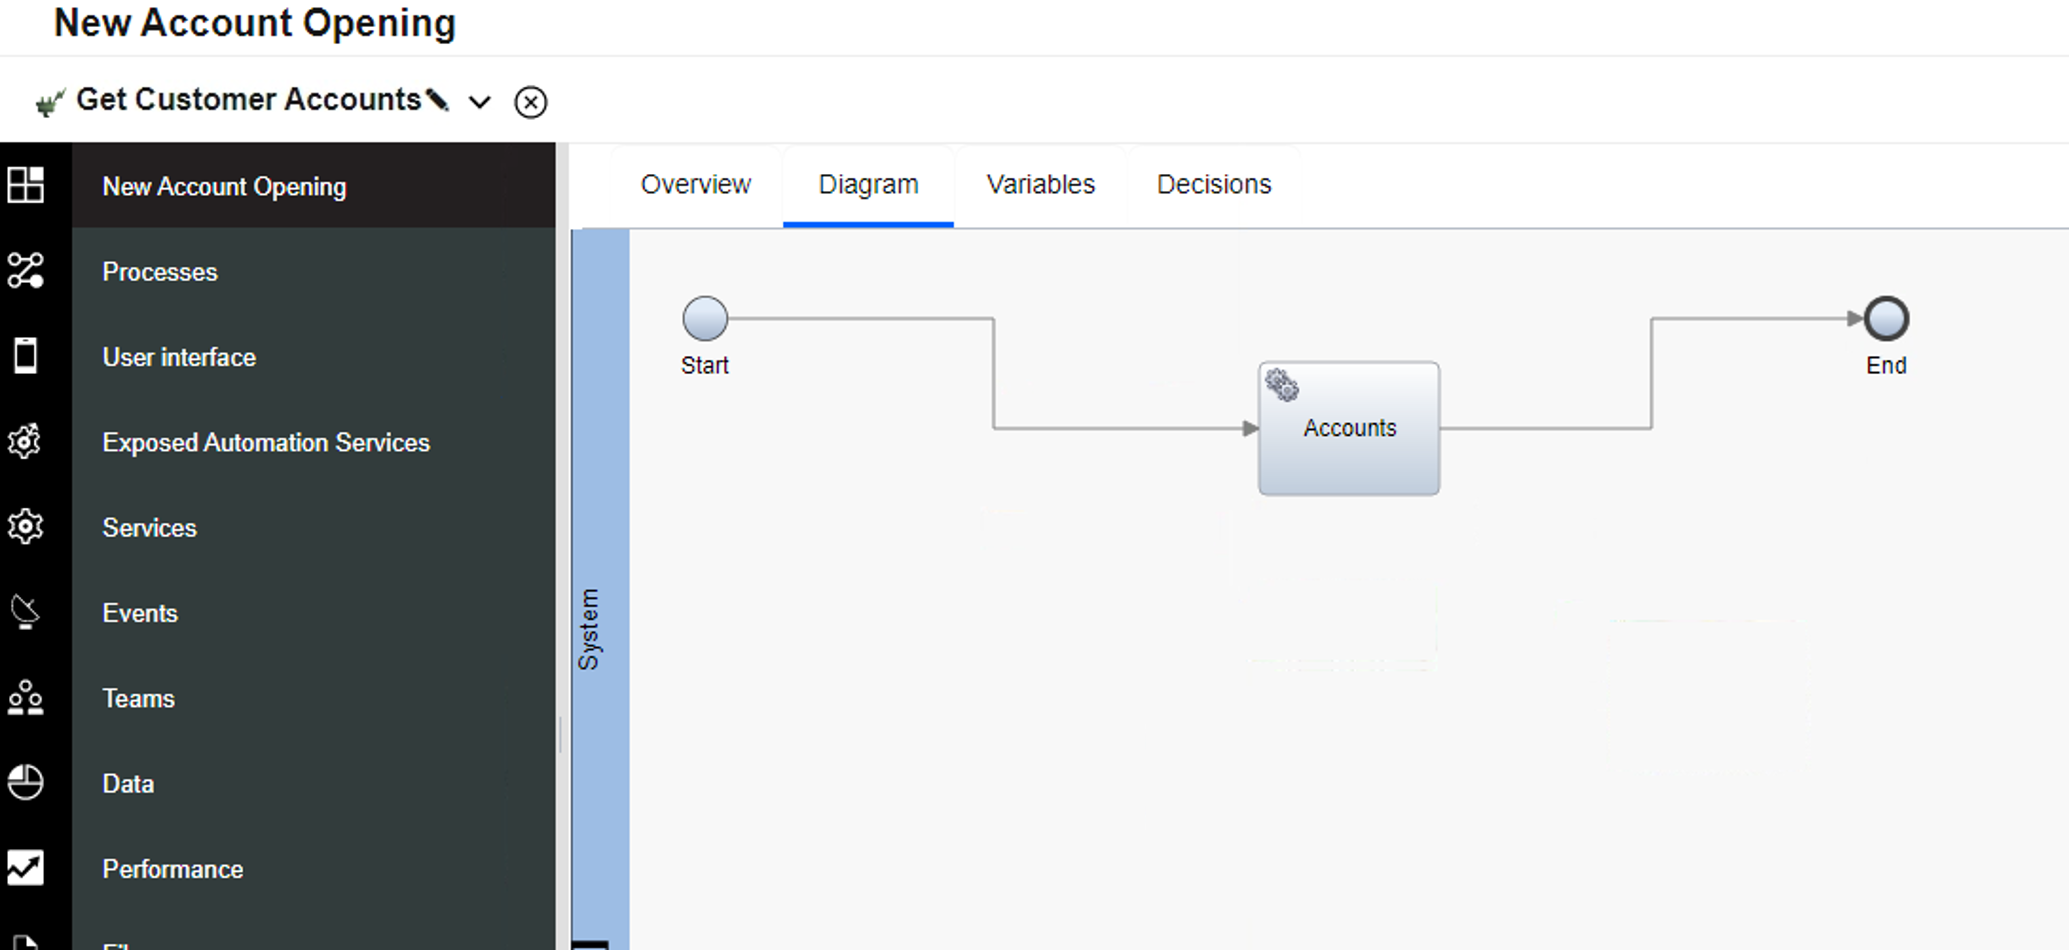 New Account Opening
Get Customer Accounts
New Account Opening
Processes
User interface
Exposed Automation Services
Services
Events
Teams
Data
Performance
Overview
Diagram
Variables
Decisions
System
Start
Accounts
End